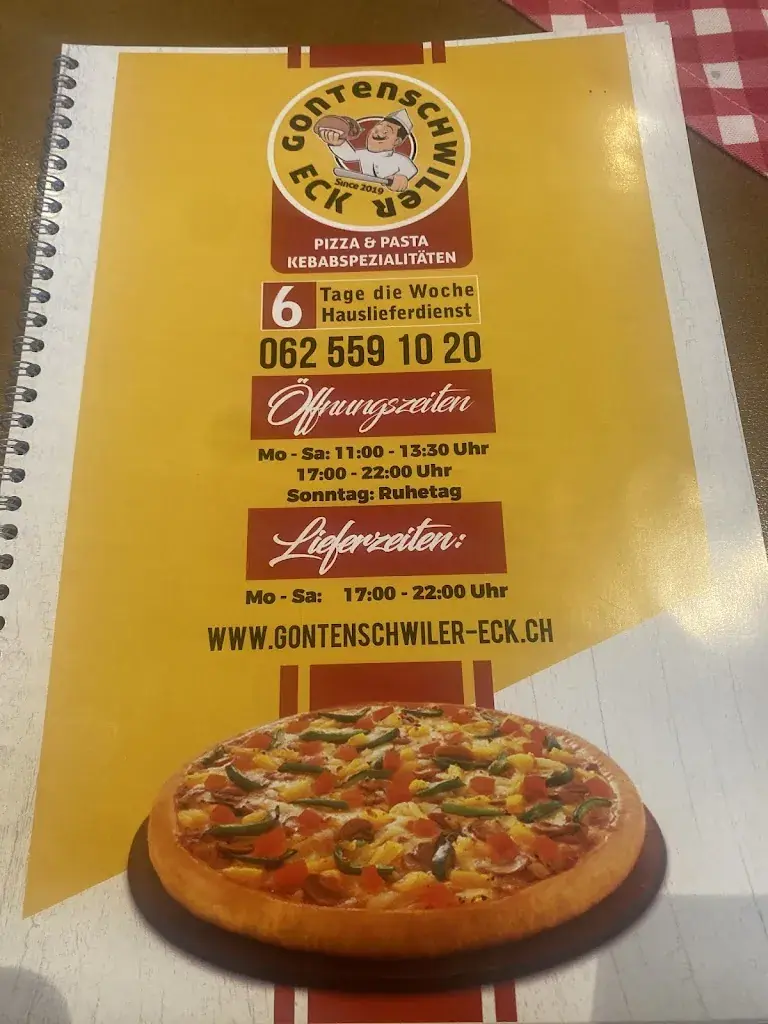 GONTENSCHWILER
ECK
Since 2019
PIZZA & PASTA
KEBABSPEZIALITÄTEN
6 Tage die Woche
Hauslieferdienst
062 559 10 20
Öffnungszeiten
Mo - Sa: 11:00 - 13:30 Uhr
17:00 - 22:00 Uhr
Sonntag: Ruhetag
Lieferzeiten:
Mo - Sa: 17:00 - 22:00 Uhr
WWW.GONTENSCHWILER-ECK.CH